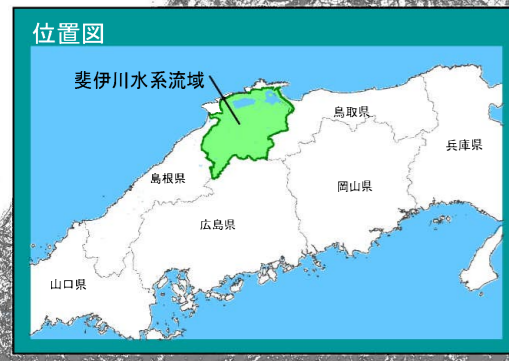 位置図
斐伊川水系流域
鳥取県
兵庫県
島根県
岡山県
広島県
山口県